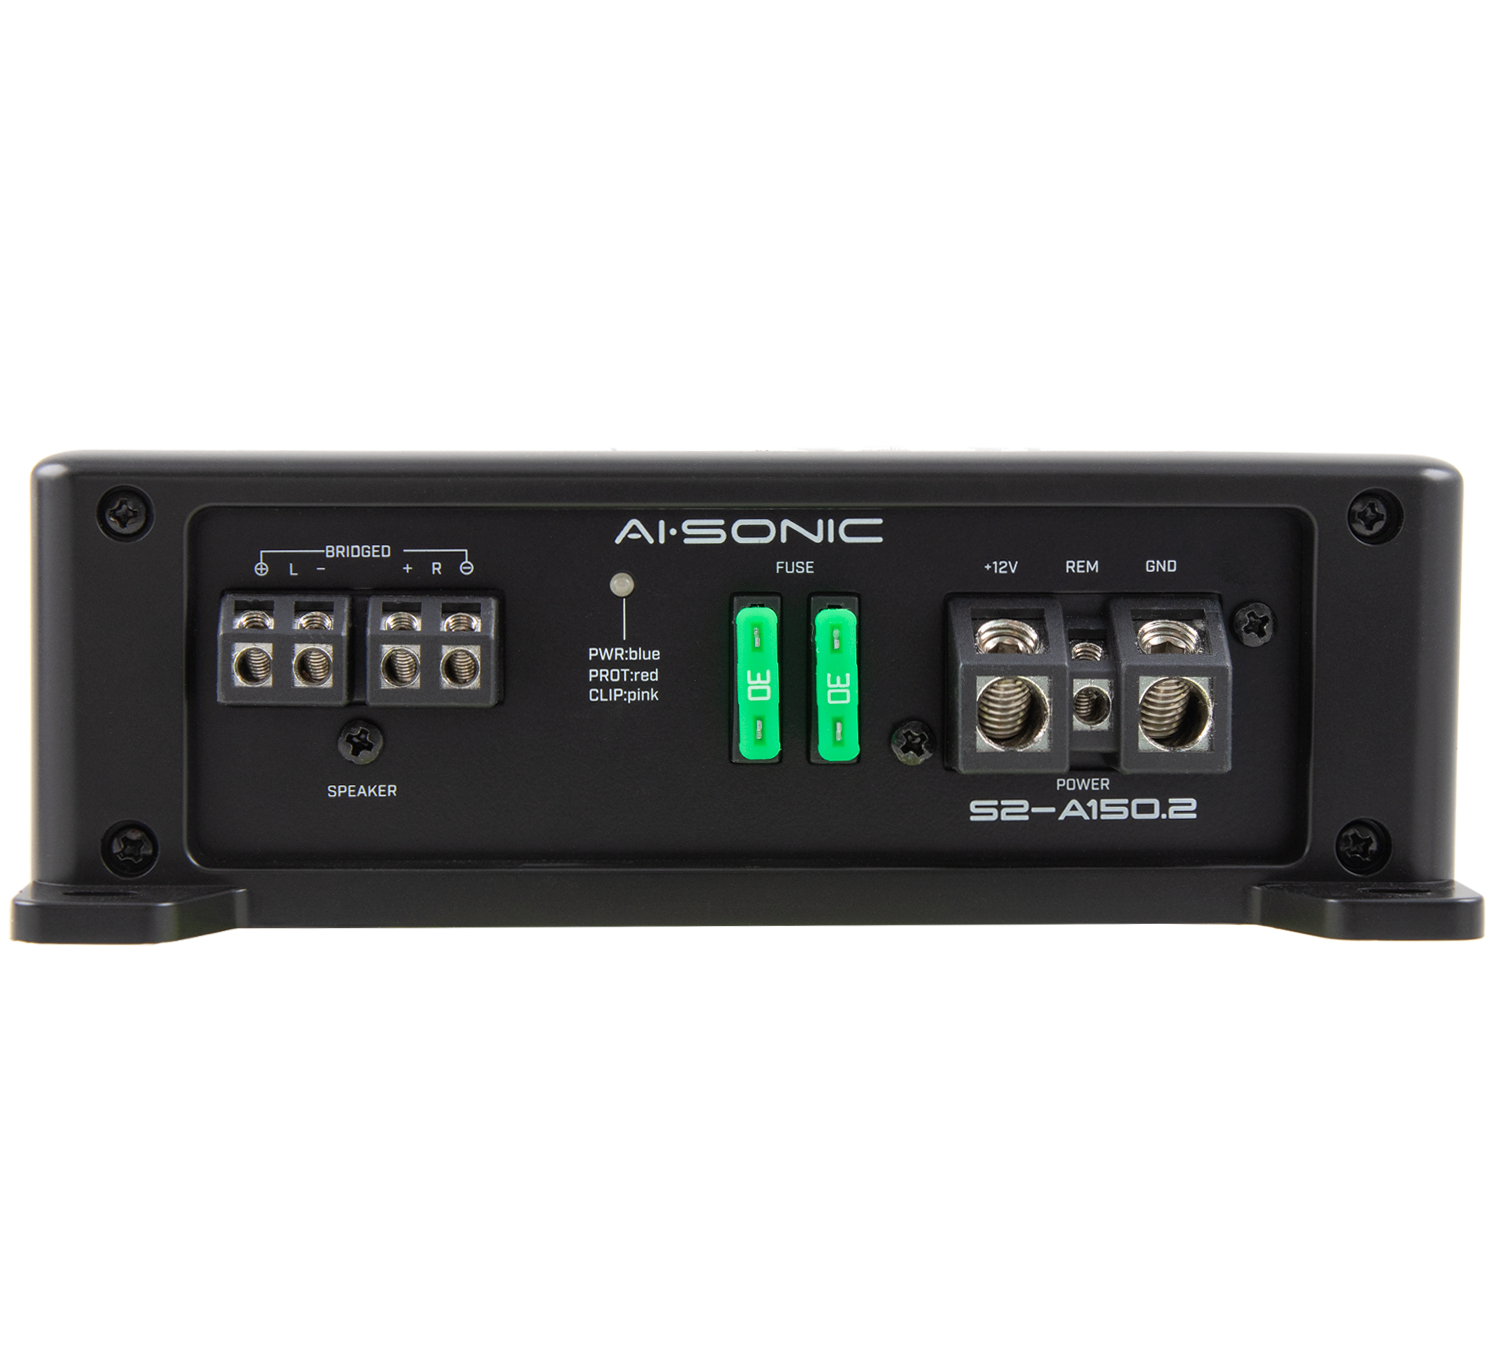 AI·SONIC
BRIDGED
⊕ L − + R ⊖
SPEAKER
PWR:blue
PROT:red
CLIP:pink
FUSE
30
30
+12V REM GND
POWER
S2-A150.2